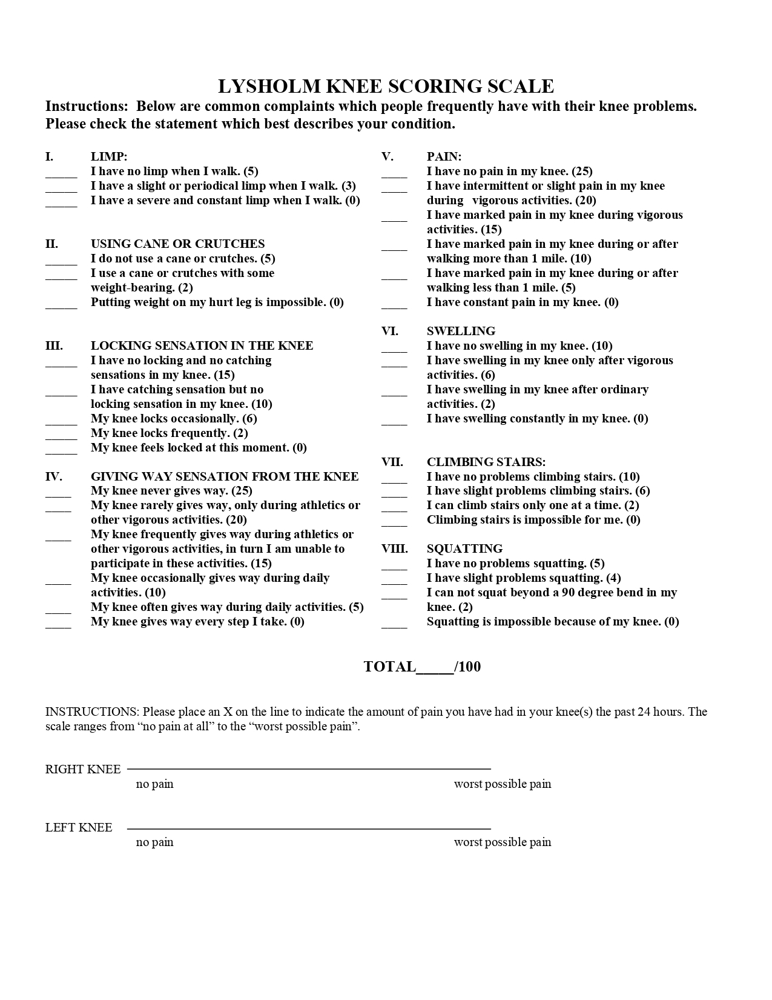 LYSHOLM KNEE SCORING SCALE
Instructions:  Below are common complaints which people frequently have with their knee problems.
Please check the statement which best describes your condition.
I. LIMP:
_____ I have no limp when I walk. (5)
_____ I have a slight or periodical limp when I walk. (3)
_____ I have a severe and constant limp when I walk. (0)
II. USING CANE OR CRUTCHES
_____ I do not use a cane or crutches. (5)
_____ I use a cane or crutches with some
weight-bearing. (2)
_____ Putting weight on my hurt leg is impossible. (0)
III. LOCKING SENSATION IN THE KNEE
_____ I have no locking and no catching
sensations in my knee. (15)
_____ I have catching sensation but no
locking sensation in my knee. (10)
_____ My knee locks occasionally. (6)
_____ My knee locks frequently. (2)
_____ My knee feels locked at this moment. (0)
IV. GIVING WAY SENSATION FROM THE KNEE
____ My knee never gives way. (25)
____ My knee rarely gives way, only during athletics or
other vigorous activities. (20)
____ My knee frequently gives way during athletics or
other vigorous activities, in turn I am unable to
participate in these activities. (15)
____ My knee occasionally gives way during daily
activities. (10)
____ My knee often gives way during daily activities. (5)
____ My knee gives way every step I take. (0)
V. PAIN:
____ I have no pain in my knee. (25)
____ I have intermittent or slight pain in my knee
during   vigorous activities. (20)
____ I have marked pain in my knee during vigorous
activities. (15)
____ I have marked pain in my knee during or after
walking more than 1 mile. (10)
____ I have marked pain in my knee during or after
walking less than 1 mile. (5)
____ I have constant pain in my knee. (0)
VI. SWELLING
____ I have no swelling in my knee. (10)
____ I have swelling in my knee only after vigorous
activities. (6)
____ I have swelling in my knee after ordinary
activities. (2)
____ I have swelling constantly in my knee. (0)
VII. CLIMBING STAIRS:
____ I have no problems climbing stairs. (10)
____ I have slight problems climbing stairs. (6)
____ I can climb stairs only one at a time. (2)
____ Climbing stairs is impossible for me. (0)
VIII. SQUATTING
____ I have no problems squatting. (5)
____ I have slight problems squatting. (4)
____ I can not squat beyond a 90 degree bend in my
knee. (2)
____ Squatting is impossible because of my knee. (0)
TOTAL_____/100
INSTRUCTIONS: Please place an X on the line to indicate the amount of pain you have had in your knee(s) the past 24 hours. The
scale ranges from “no pain at all” to the “worst possible pain”.
RIGHT KNEE
no pain worst possible pain
LEFT KNEE
no pain worst possible pain